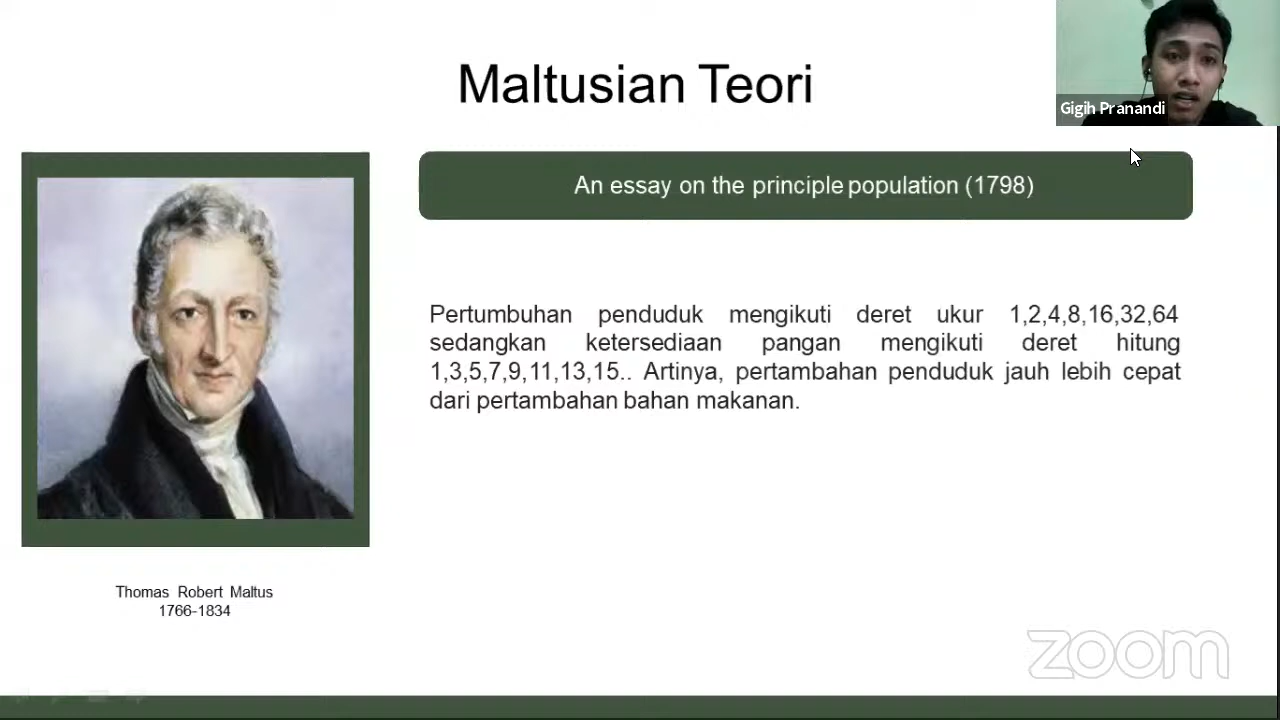 Maltusian Teori
Gigih Pranandi
An essay on the principle population (1798)
Pertumbuhan penduduk mengikuti deret ukur 1,2,4,8,16,32,64
sedangkan ketersediaan pangan mengikuti deret hitung
1,3,5,7,9,11,13,15.. Artinya, pertambahan penduduk jauh lebih cepat
dari pertambahan bahan makanan.
Thomas Robert Maltus
1766-1834
zoom